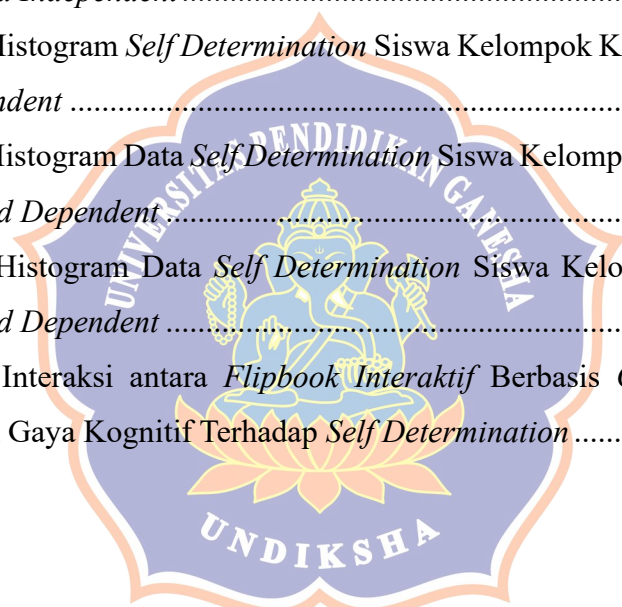 Independent ........................................................
Histogram Self Determination Siswa Kelompok K
ndent ......................................................................
Histogram Data Self Determination Siswa Kelomp
d Dependent .........................................................
Histogram Data Self Determination Siswa Kelo
d Dependent .........................................................
Interaksi antara Flipbook Interaktif Berbasis
Gaya Kognitif Terhadap Self Determination ......
UNIVERSITAS PENDIDIKAN GANESHA
UNDIKSHA